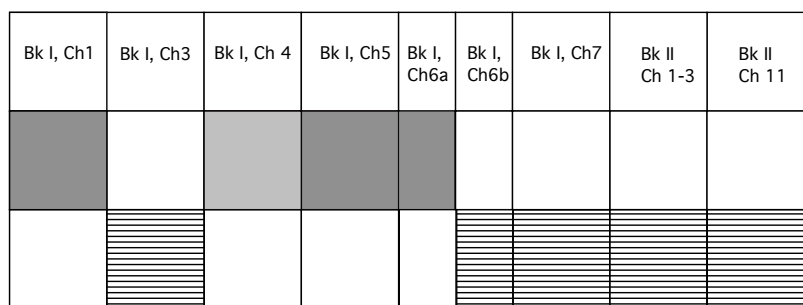 Bk I, Ch1
Bk I, Ch3
Bk I, Ch 4
Bk I, Ch5
Bk I,
Ch6a
Bk I,
Ch6b
Bk I, Ch7
Bk II
Ch 1-3
Bk II
Ch 11